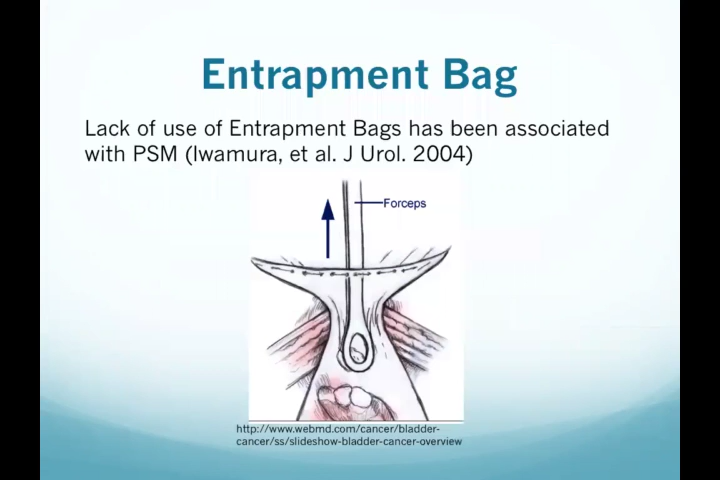 Entrapment Bag
Lack of use of Entrapment Bags has been associated
with PSM (Iwamura, et al. J Urol. 2004)
Forceps
http://www.webmd.com/cancer/bladder-
cancer/ss/slideshow-bladder-cancer-overview